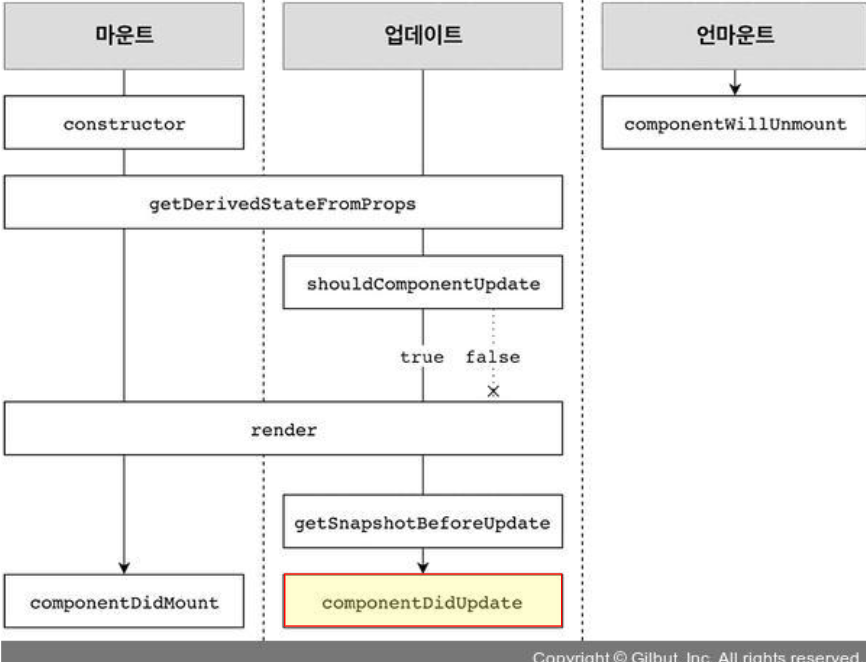 마운트
업데이트
언마운트
constructor
componentWillUnmount
getDerivedStateFromProps
shouldComponentUpdate
true false
render
getSnapshotBeforeUpdate
componentDidMount
componentDidUpdate
Copyright © Gilbut, Inc. All rights reserved